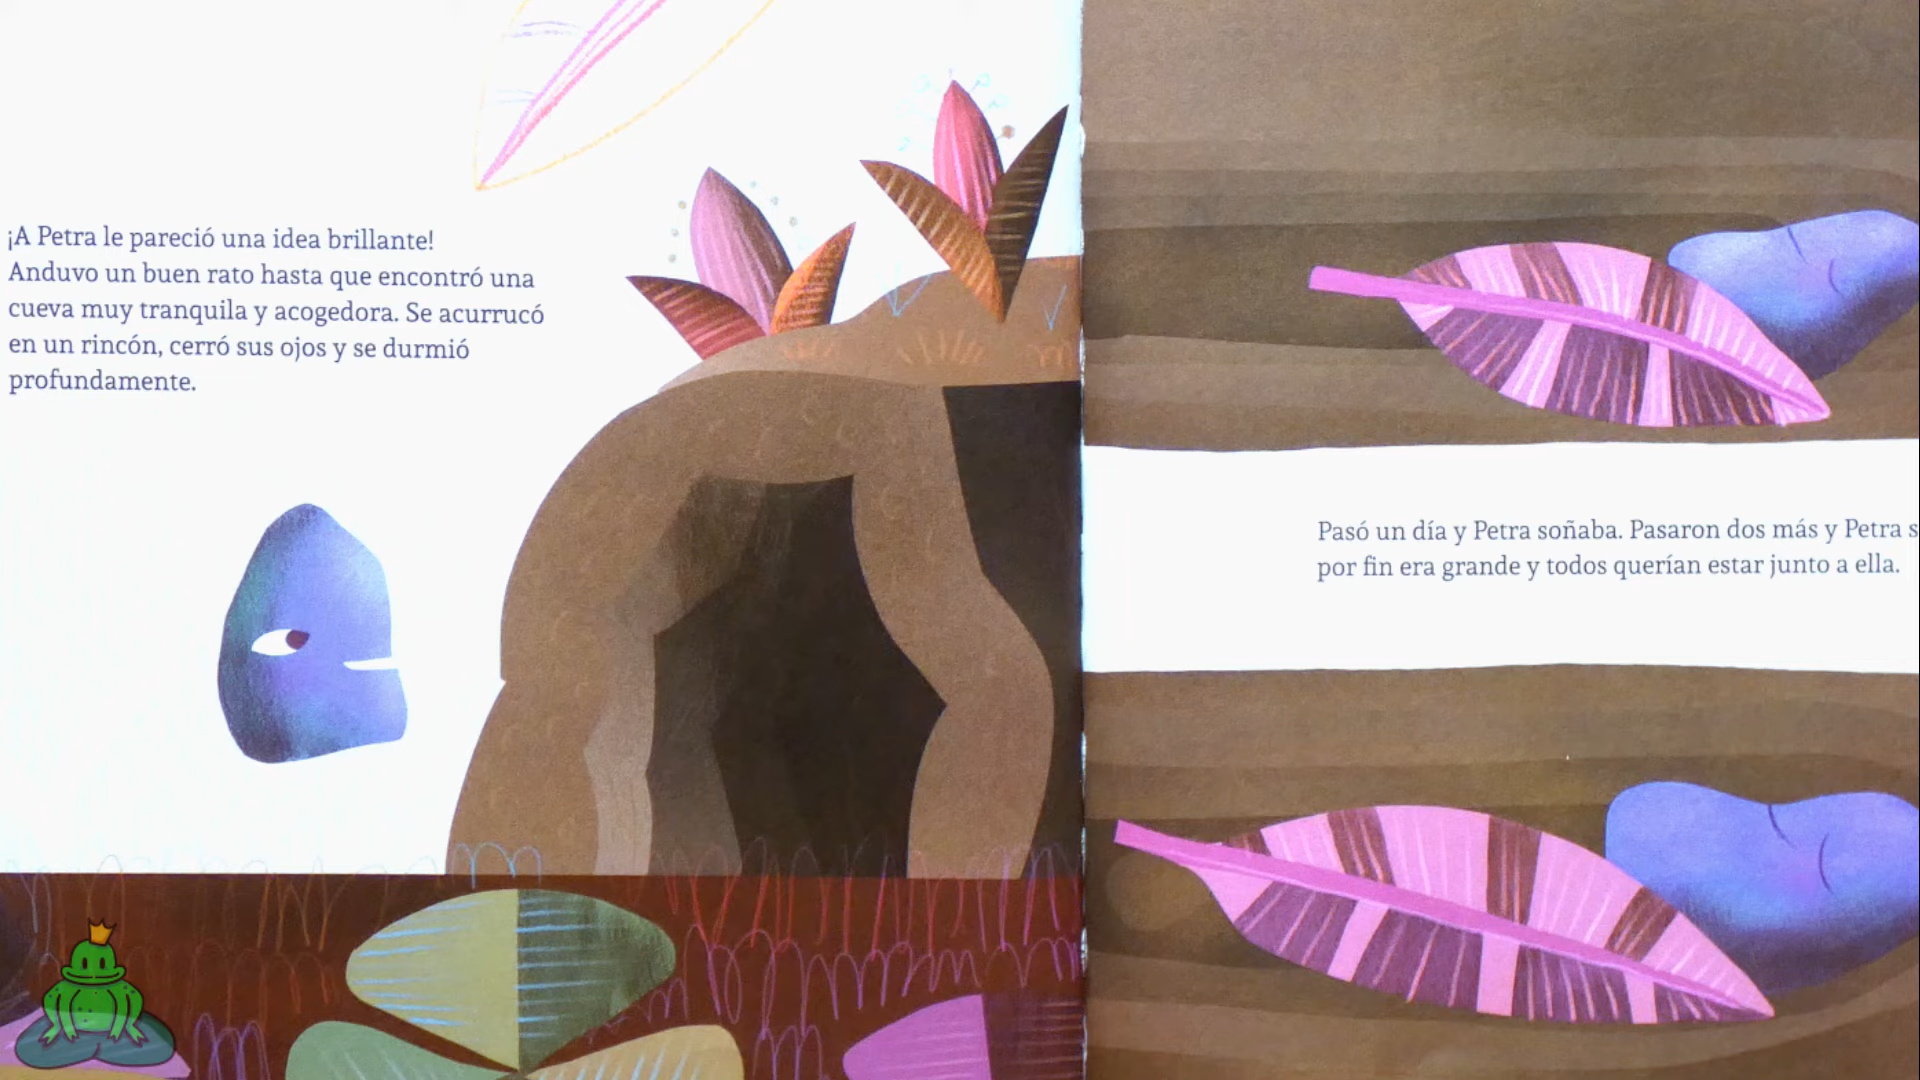 ¡A Petra le pareció una idea brillante!
Anduvo un buen rato hasta que encontró una
cueva muy tranquila y acogedora. Se acurrucó
en un rincón, cerró sus ojos y se durmió
profundamente.
Pasó un día y Petra soñaba. Pasaron dos más y Petra s
por fin era grande y todos querían estar junto a ella.